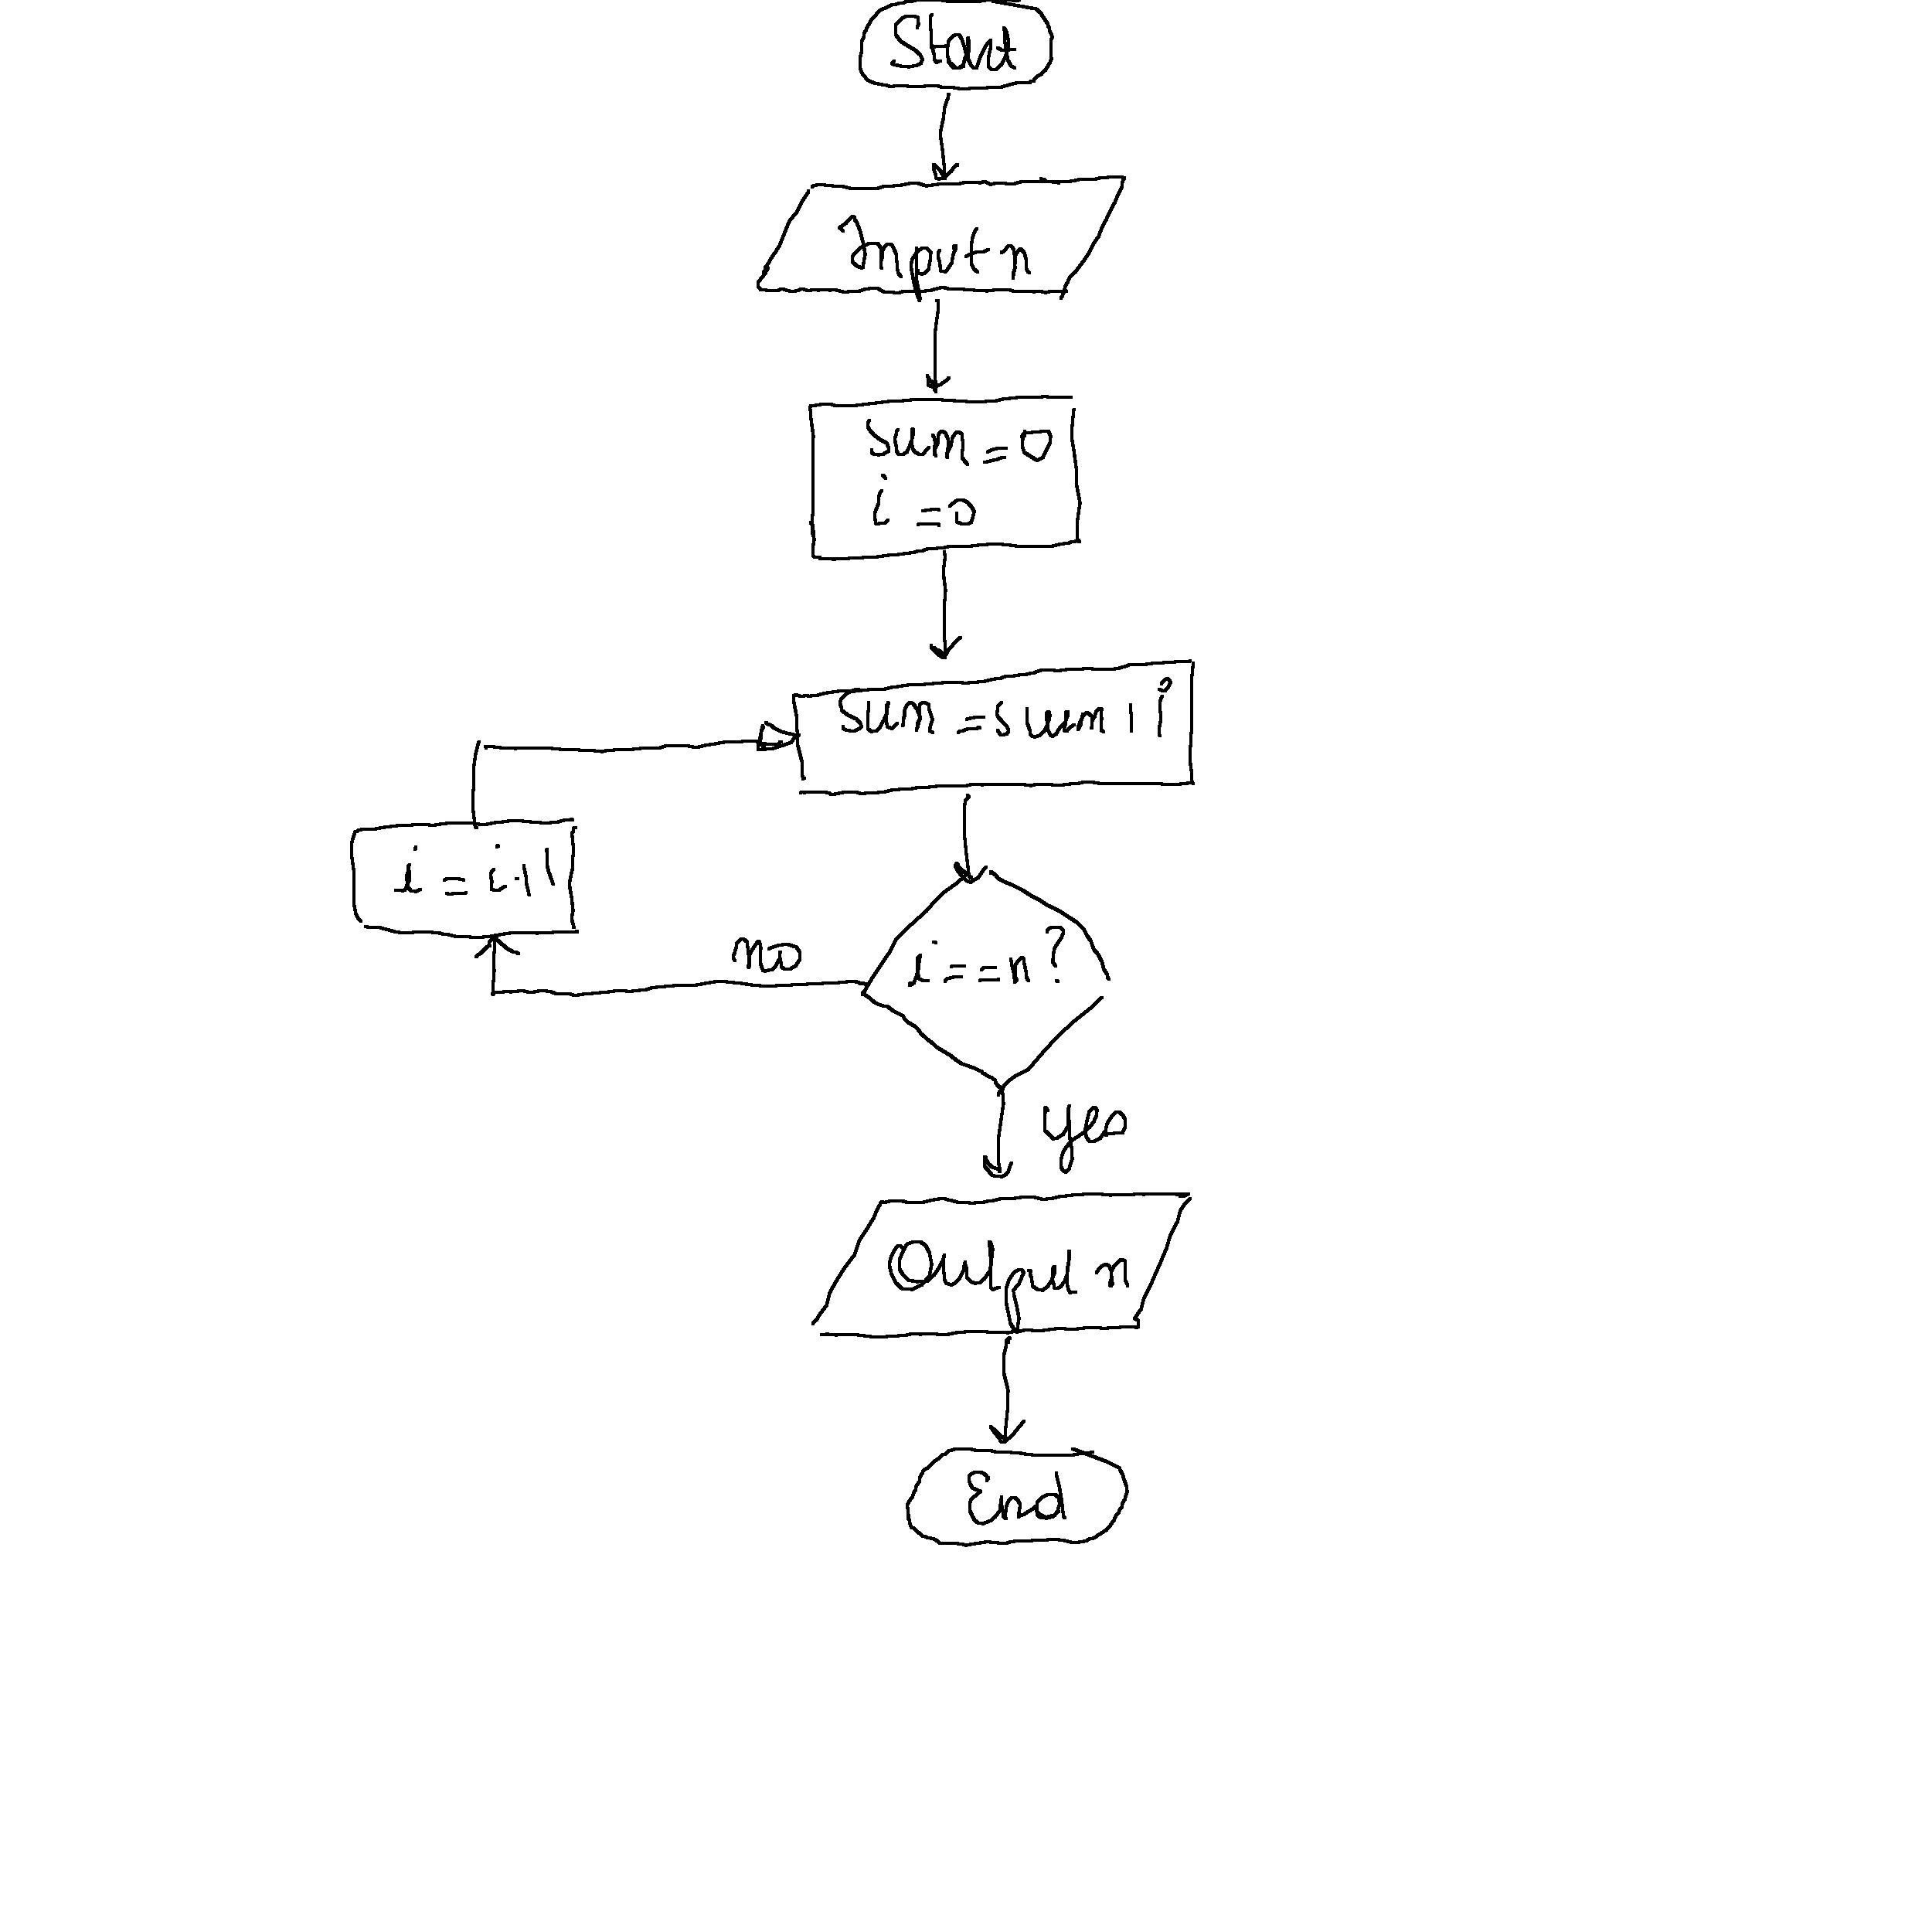 Start
Input n
sum = 0
i = 0
sum = sum + i
i = i + 1
no
i == n?
yes
Output n
End